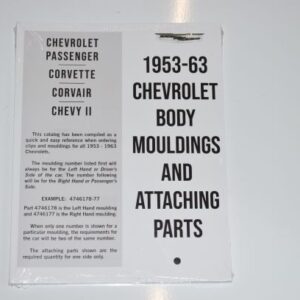 CHEVROLET
PASSENGER
CORVETTE
CORVAIR
CHEVY II
This catalog has been compiled as a
quick and easy reference when ordering
clips and mouldings for all 1953 - 1963
Chevrolets.
The moulding number listed first will
always be for the Left Hand or Driver's
Side of the car. The number following
will be for the Right Hand or Passenger's
Side.
EXAMPLE: 4746176-77
Part 4746176 is the Left Hand moulding
and 4746177 is the Right Hand moulding.
When only one number is shown for a
particular moulding, the requirements for
the car will be two of the same number.
The attaching parts shown are the
required quantity for one side only.
1953-63
CHEVROLET
BODY
MOULDINGS
AND
ATTACHING
PARTS